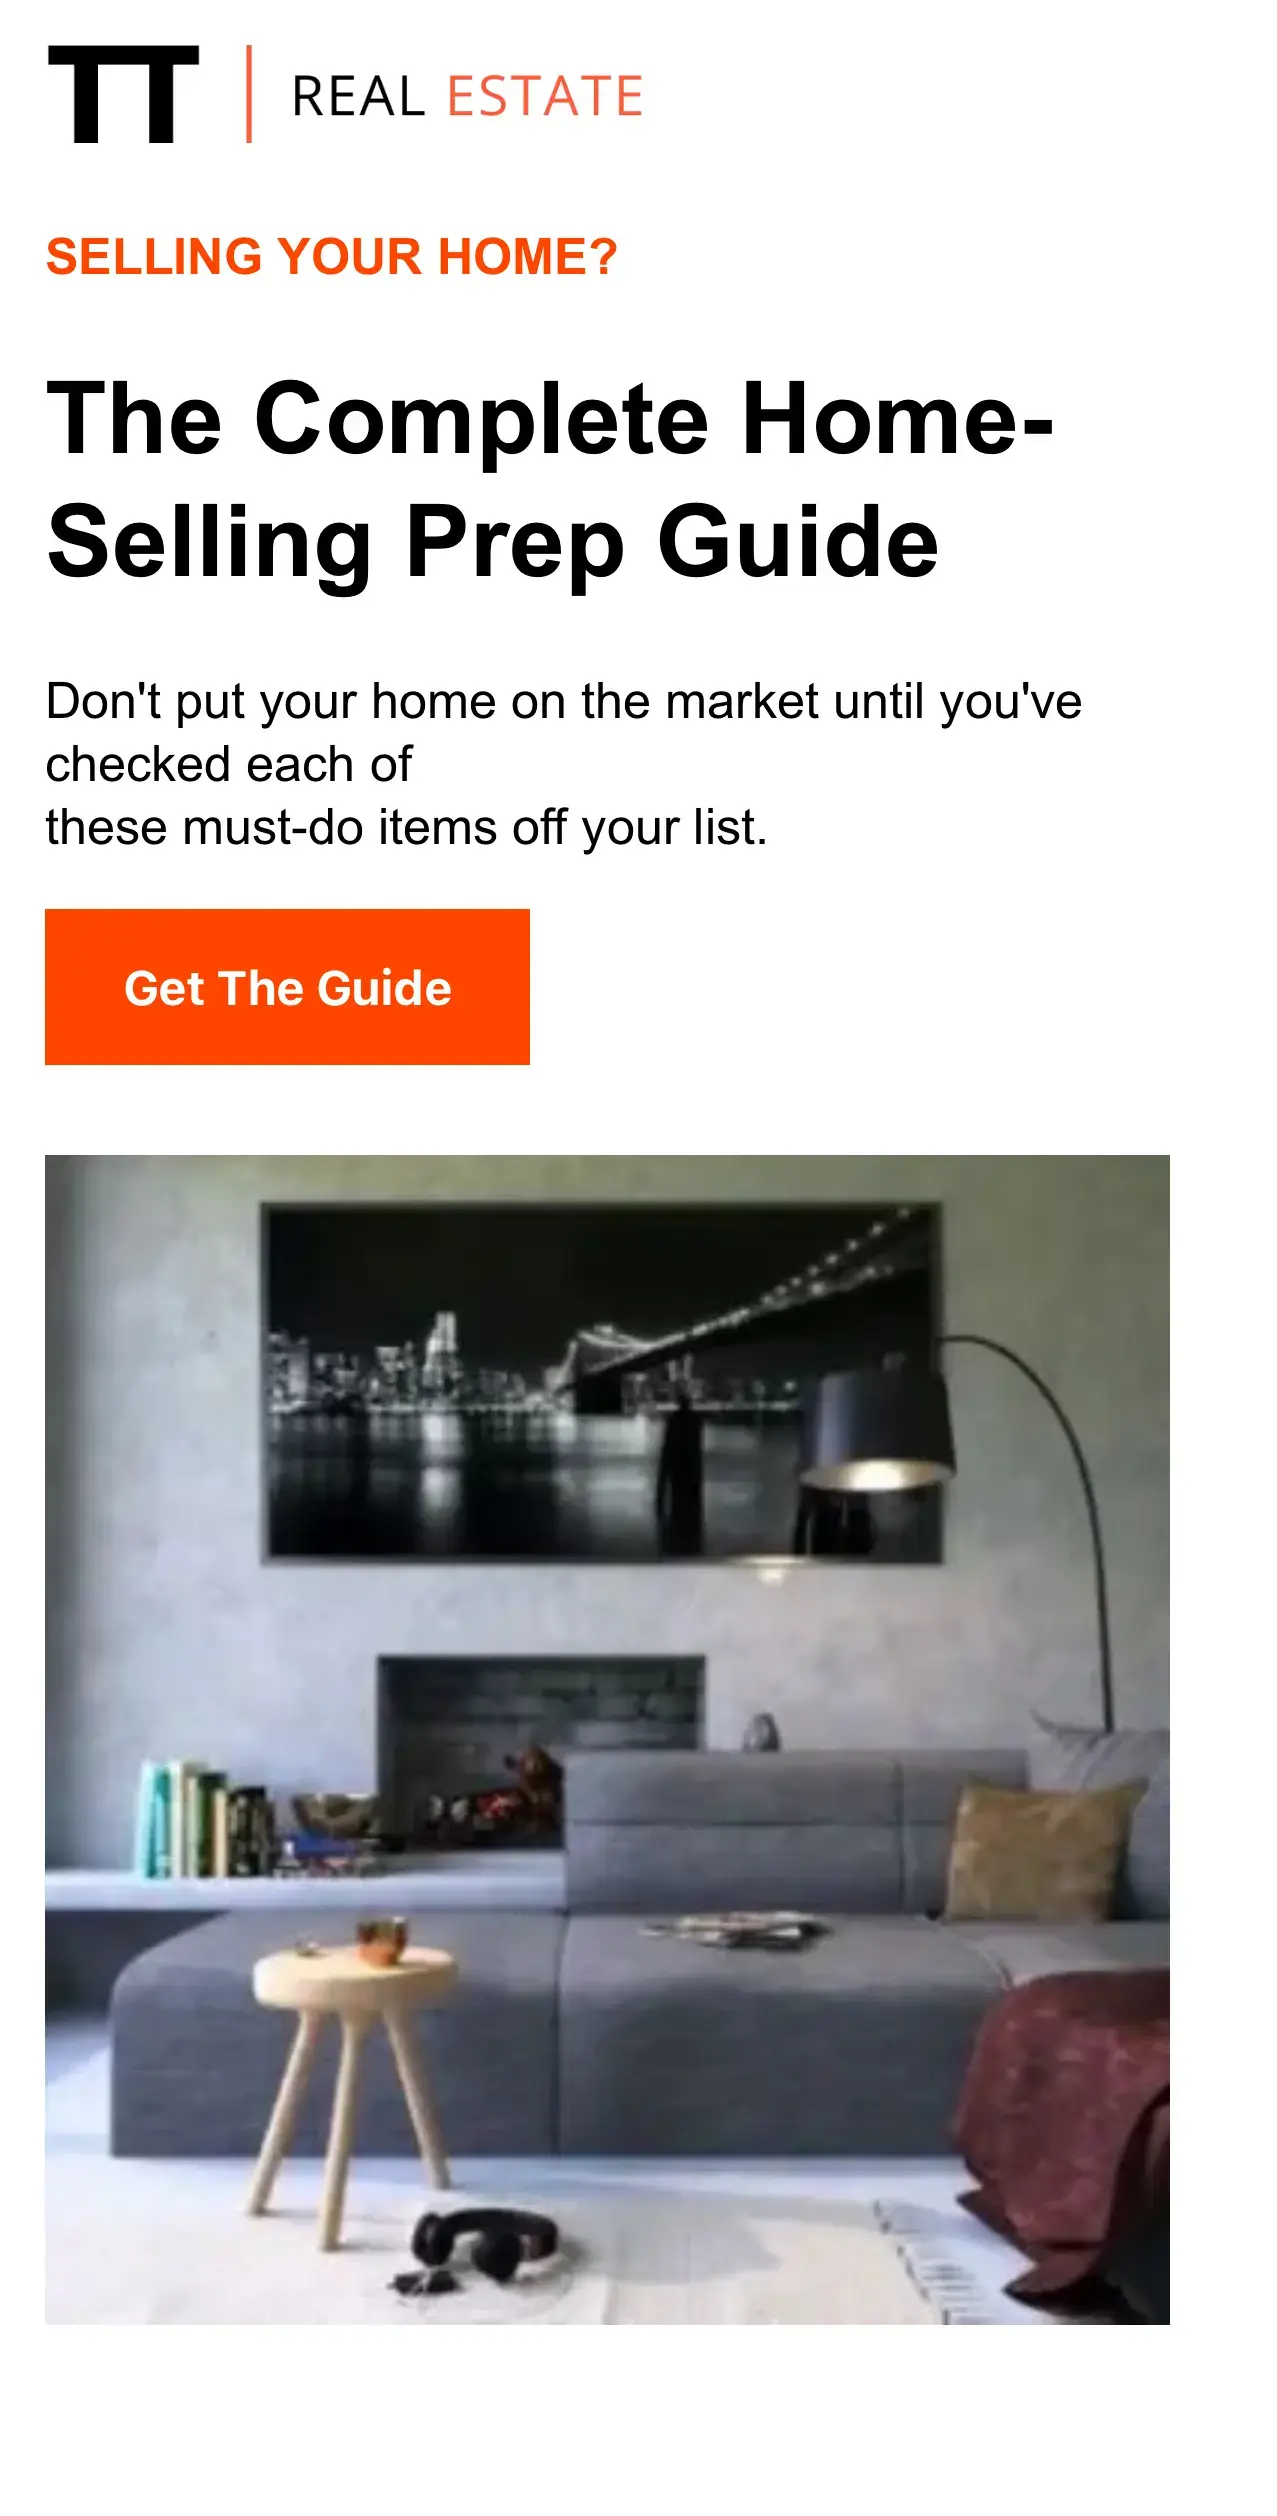 TT | REAL ESTATE
SELLING YOUR HOME?
The Complete Home-
Selling Prep Guide
Don't put your home on the market until you've
checked each of
these must-do items off your list.
Get The Guide